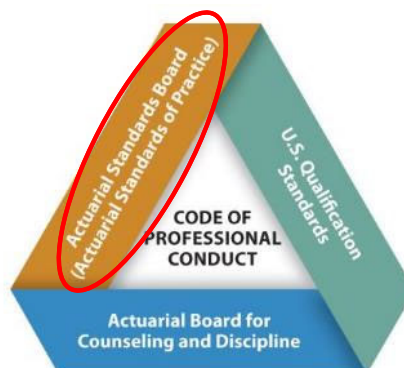 Actuarial Standards Board
(Actuarial Standards of Practice)
U.S. Qualification
Standards
CODE OF
PROFESSIONAL
CONDUCT
Actuarial Board for
Counseling and Discipline